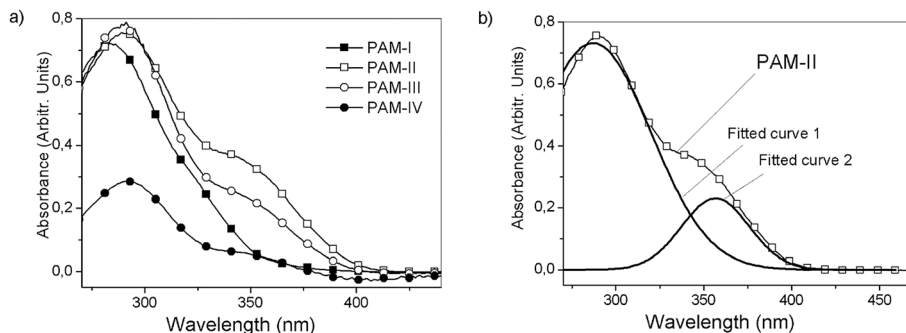 a)
Absorbance (Arbitr. Units)
0,8
0,6
0,4
0,2
0,0
300
350
400
Wavelength (nm)
PAM-I
PAM-II
PAM-III
PAM-IV
b)
Absorbance (Arbitr. Units)
0,8
0,6
0,4
0,2
0,0
300
350
400
450
Wavelength (nm)
PAM-II
Fitted curve 1
Fitted curve 2